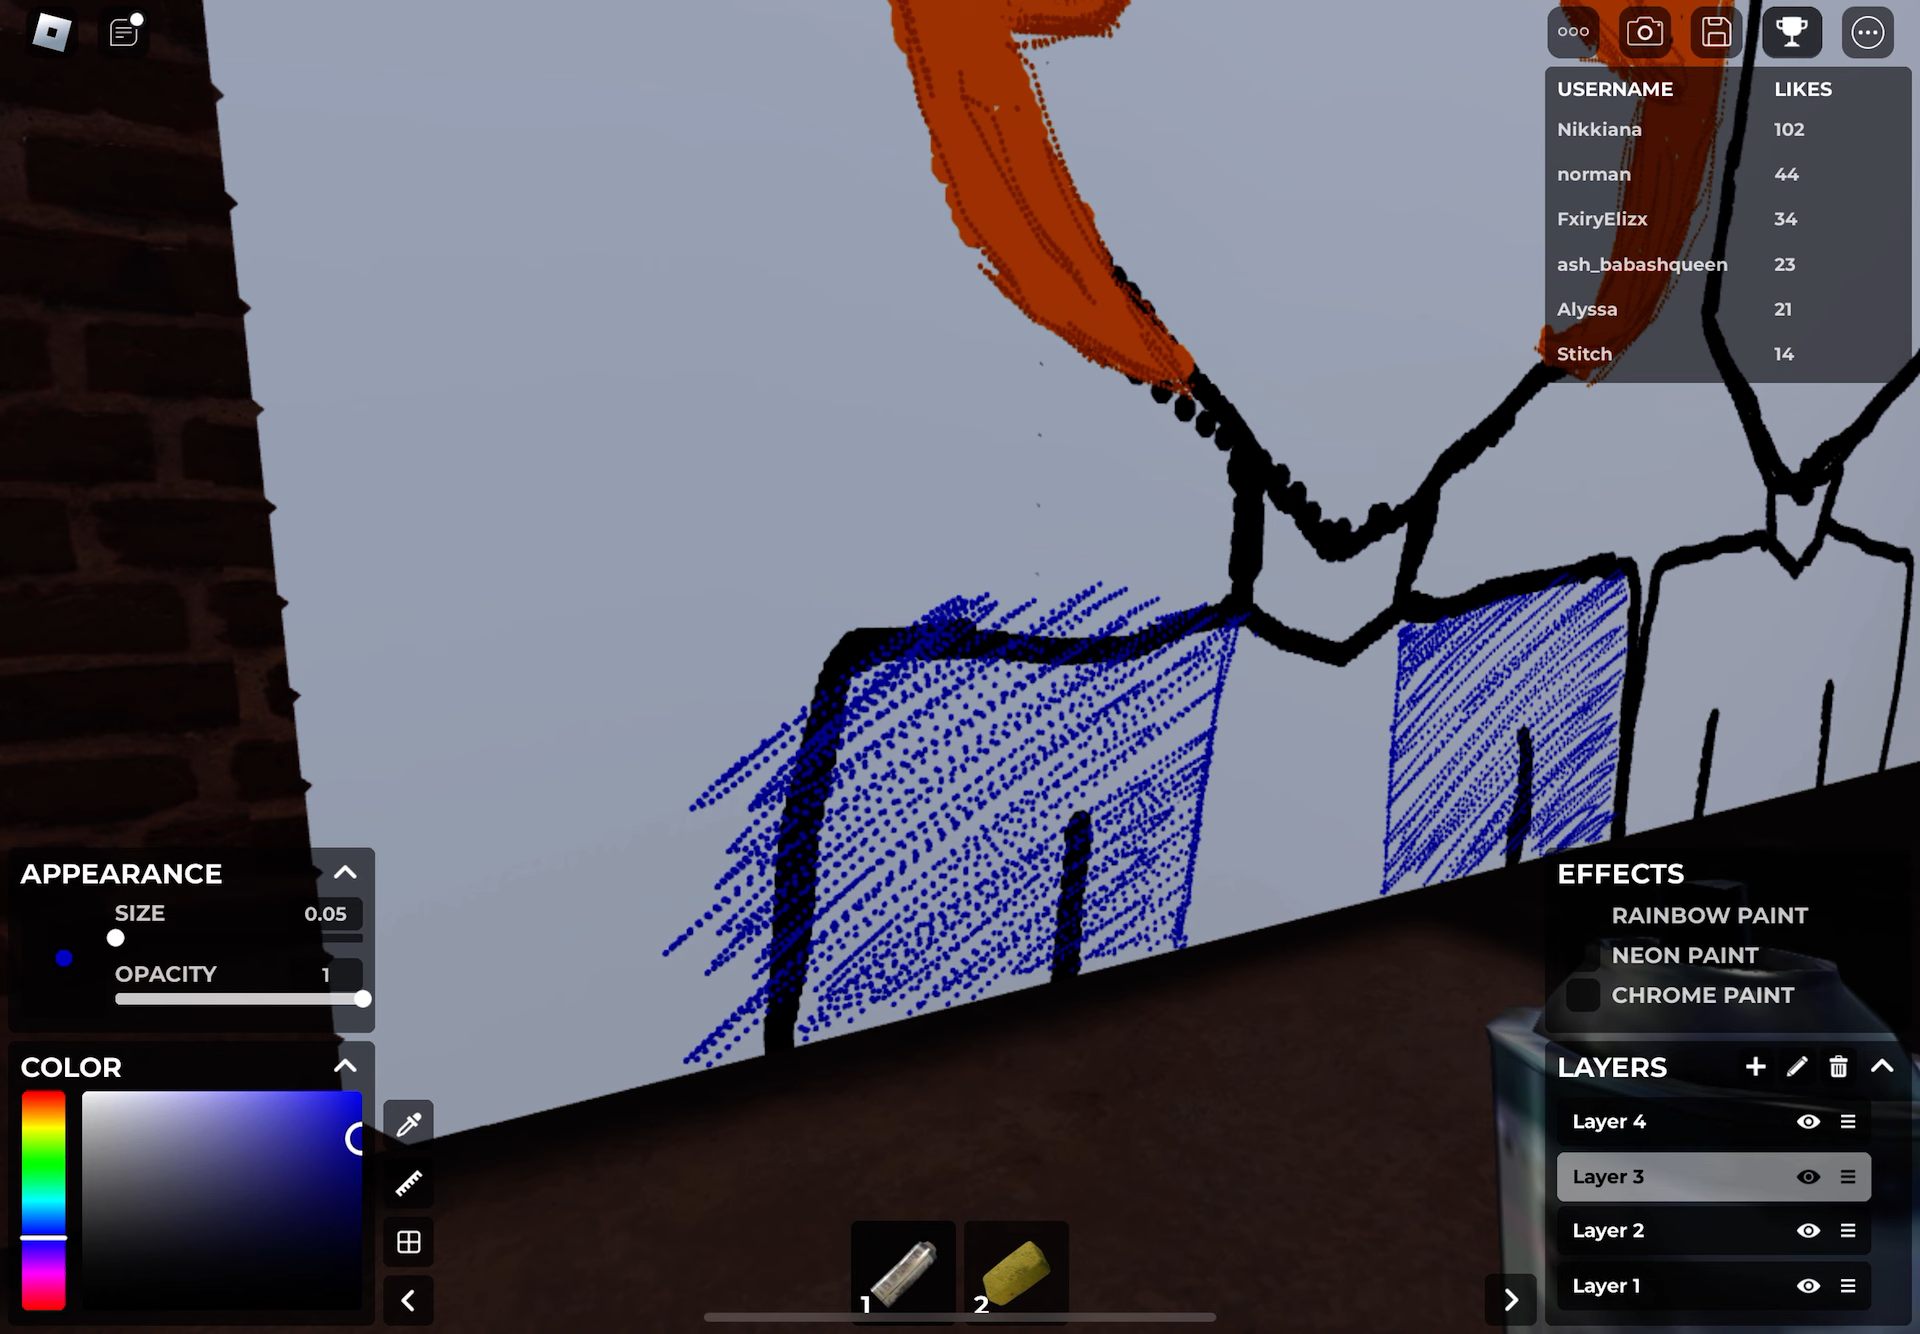 USERNAME LIKES
Nikkiana 102
norman 44
FxiryElizx 34
ash_babashqueen 23
Alyssa 21
Stitch 14
APPEARANCE
SIZE 0.05
OPACITY 1
COLOR
EFFECTS
RAINBOW PAINT
NEON PAINT
CHROME PAINT
LAYERS
Layer 4
Layer 3
Layer 2
Layer 1
1 2